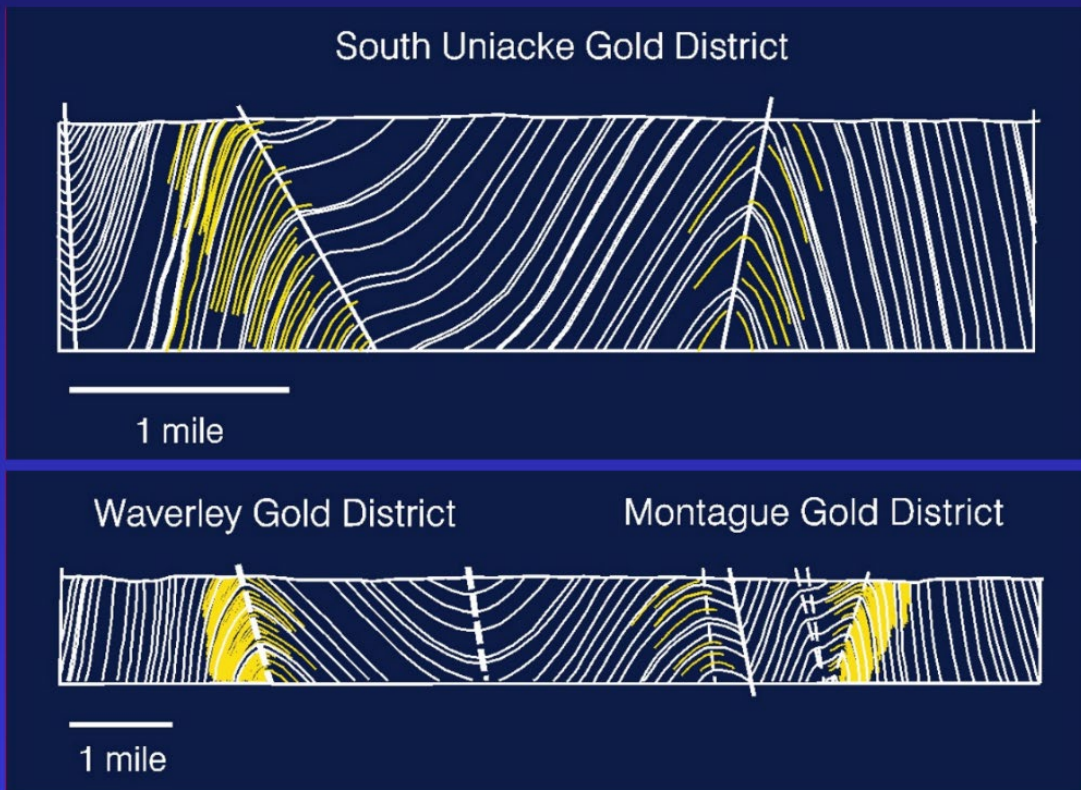 South Uniacke Gold District
1 mile
Waverley Gold District
Montague Gold District
1 mile